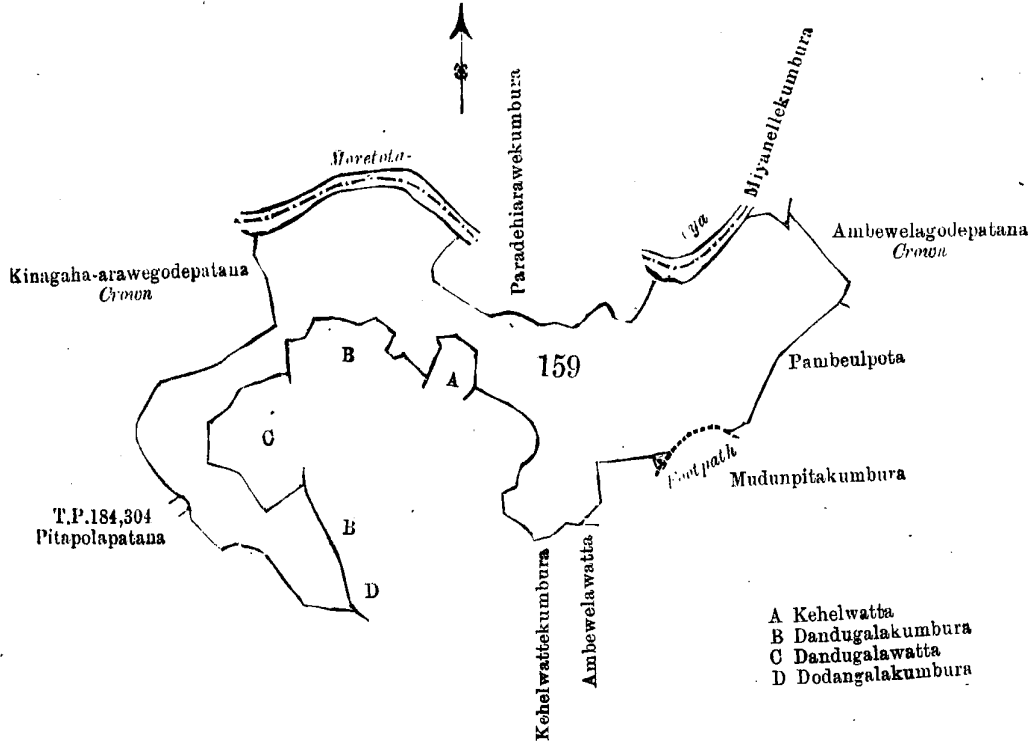 Moretota-
Paradehiarawekumbura
Miyanellekumbura
Oya
Ambewelagodepatana
Crown
Kinagaha-arawegodepatana
Crown
B
A
159
Pambeulpota
C
Footpath
Mudunpitakumbura
T.P.184,304
Pitapolapatana
B
D
Kehelwattekumbura
Ambewelawatta
A Kehelwatta
B Dandugalakumbura
C Dandugalawatta
D Dodangalakumbura